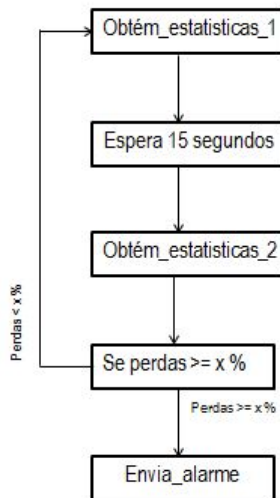 Obtém_estatisticas_1
Espera 15 segundos
Obtém_estatisticas_2
Perdas < x %
Se perdas >= x %
Perdas >= x %
Envia_alarme